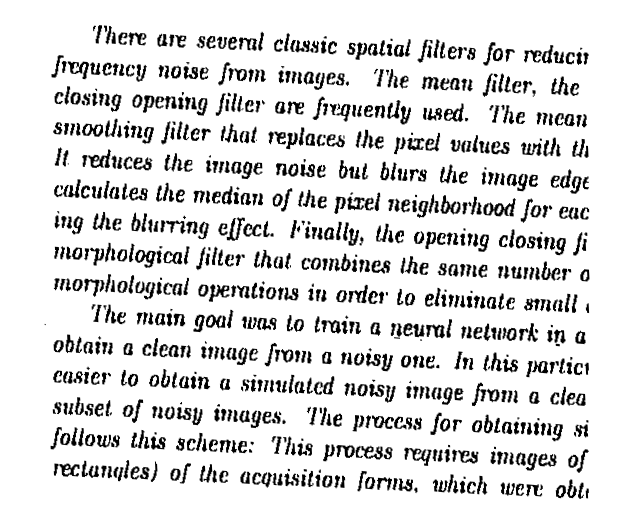 There are several classic spatial filters for reducin
frequency noise from images. The mean filter, the
closing opening filter are frequently used. The mean
smoothing filter that replaces the pixel values with th
It reduces the image noise but blurs the image edge
calculates the median of the pixel neighborhood for eac
ing the blurring effect. Finally, the opening closing fi
morphological filter that combines the same number o
morphological operations in order to eliminate small
The main goal was to train a neural network in a
obtain a clean image from a noisy one. In this particu
easier to obtain a simulated noisy image from a clea
subset of noisy images. The process for obtaining si
follows this scheme: This process requires images of
rectangles) of the acquisition forms, which were obt